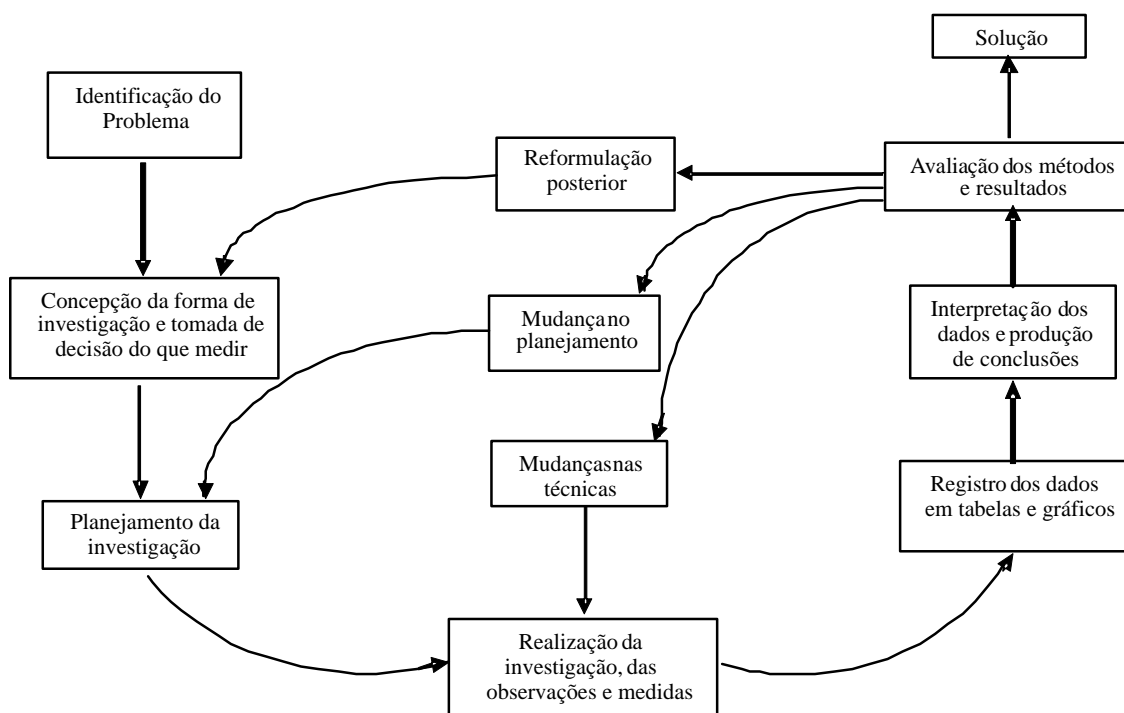 Solução
Identificação do
Problema
Reformulação
posterior
Avaliação dos métodos
e resultados
Concepção da forma de
investigação e tomada de
decisão do que medir
Mudança no
planejamento
Interpretação dos
dados e produção
de conclusões
Mudanças nas
técnicas
Registro dos dados
em tabelas e gráficos
Planejamento da
investigação
Realização da
investigação, das
observações e medidas